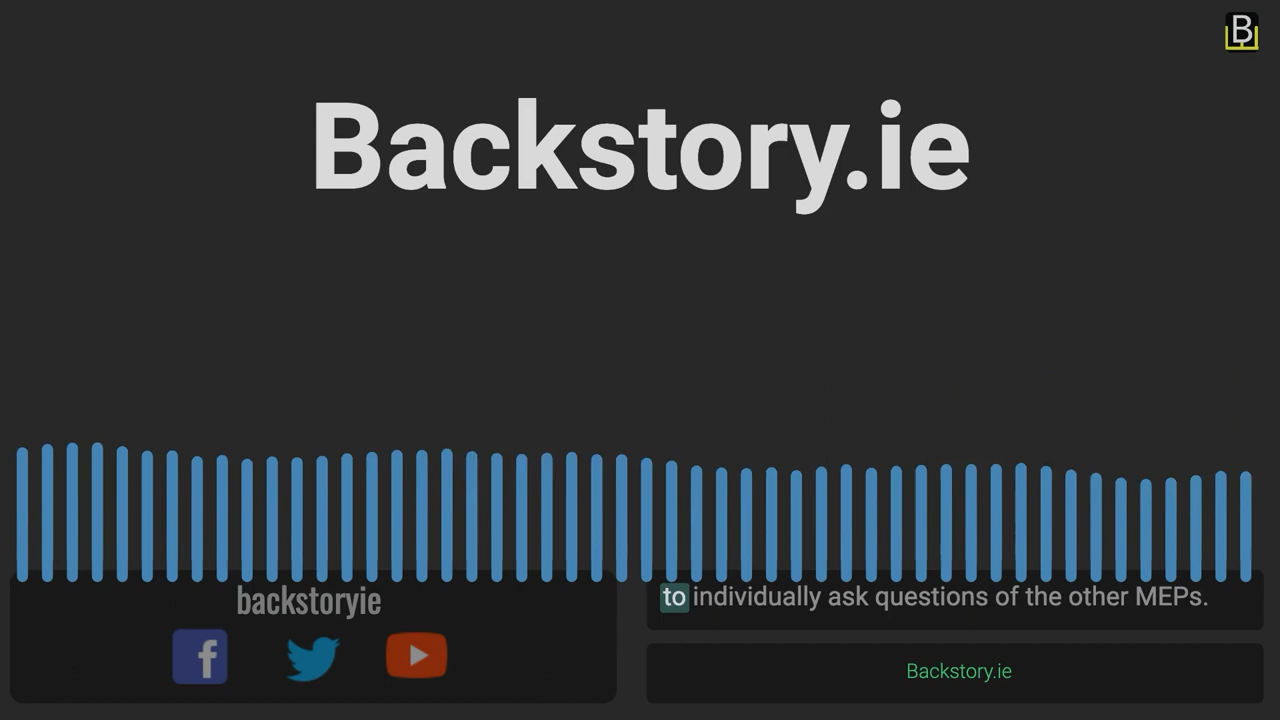 B
Backstory.ie
backstoryie
to individually ask questions of the other MEPs.
Backstory.ie